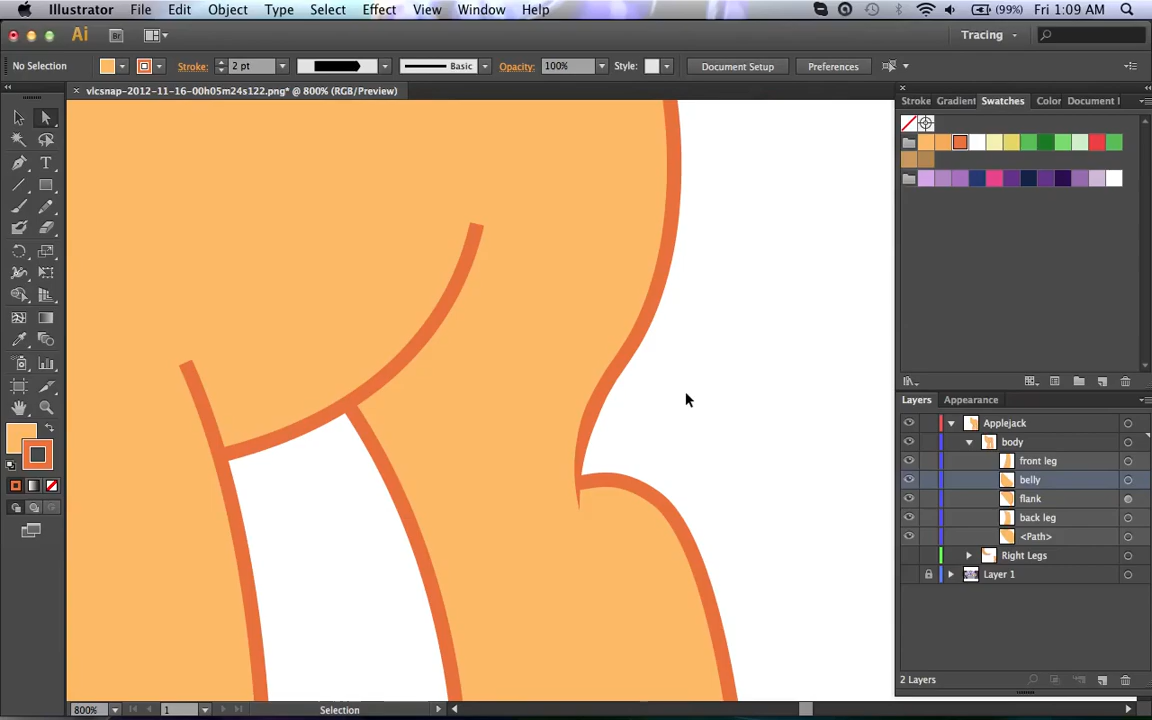 Illustrator File Edit Object Type Select Effect View Window Help (99%) Fri 1:09 AM
Ai Br Tracing
No Selection Stroke: 2 pt Basic Opacity: 100% Style: Document Setup Preferences
vlcsnap-2012-11-16-00h05m24s122.png* @ 800% (RGB/Preview)
Stroke Gradient Swatches Color Document I
Layers Appearance
Applejack
body
front leg
belly
flank
back leg
<Path>
Right Legs
Layer 1
2 Layers
800% 1 Selection